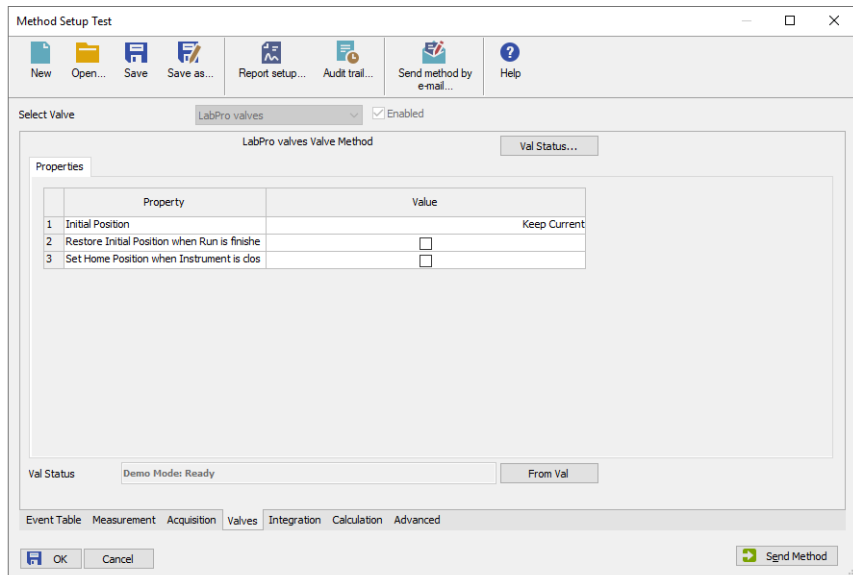 Method Setup Test
New Open... Save Save as... Report setup... Audit trail... Send method by e-mail... Help
Select Valve LabPro valves Enabled
LabPro valves Valve Method Val Status...
Properties
Property Value
1 Initial Position Keep Current
2 Restore Initial Position when Run is finishe
3 Set Home Position when Instrument is clos
Val Status Demo Mode: Ready From Val
Event Table Measurement Acquisition Valves Integration Calculation Advanced
OK Cancel Send Method